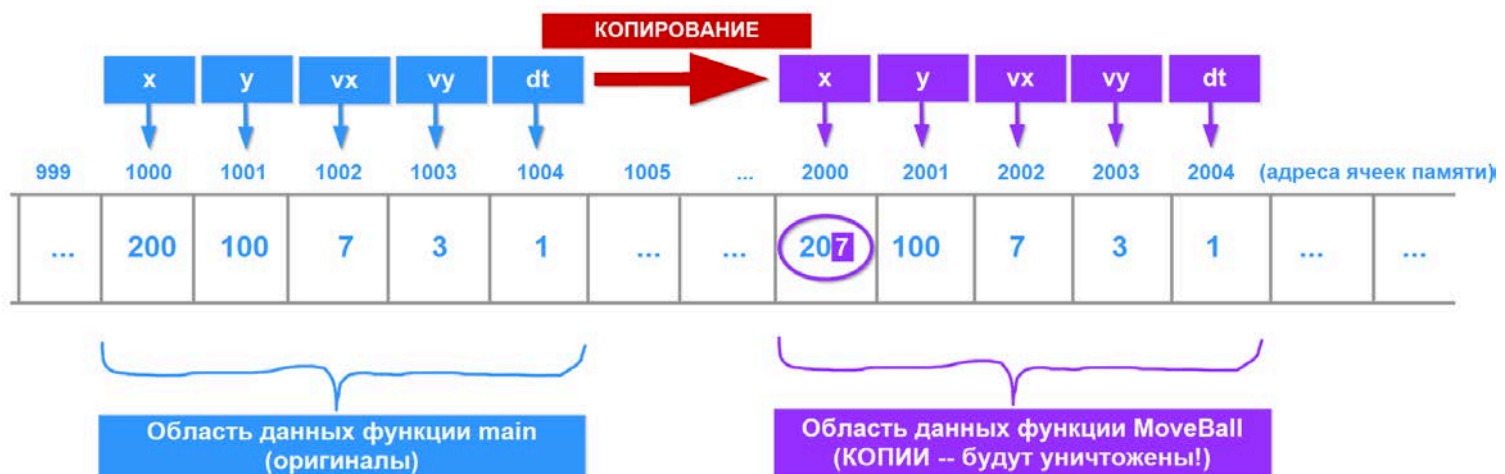 КОПИРОВАНИЕ
x y vx vy dt x y vx vy dt
999 1000 1001 1002 1003 1004 1005 ... 2000 2001 2002 2003 2004 (адреса ячеек памяти)
... 200 100 7 3 1 ... ... 207 100 7 3 1 ... ...
Область данных функции main
(оригиналы)
Область данных функции MoveBall
(КОПИИ -- будут уничтожены!)